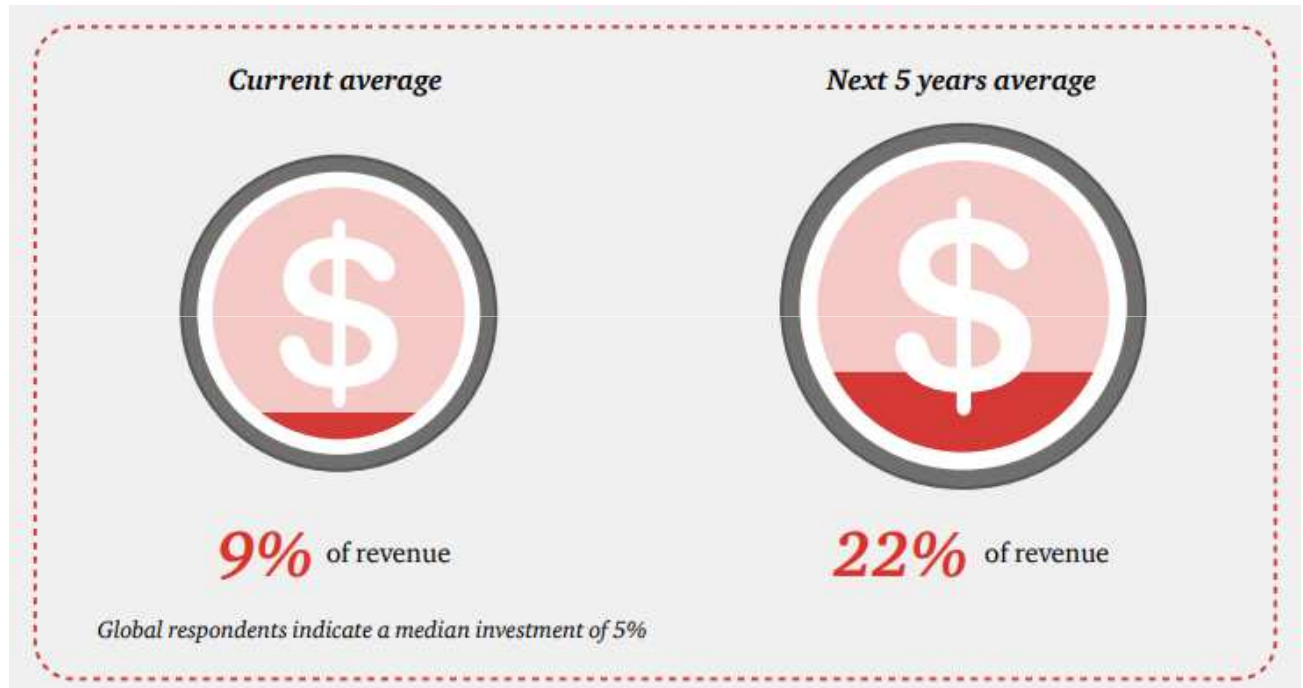 Current average
Next 5 years average
$
$
9% of revenue
22% of revenue
Global respondents indicate a median investment of 5%